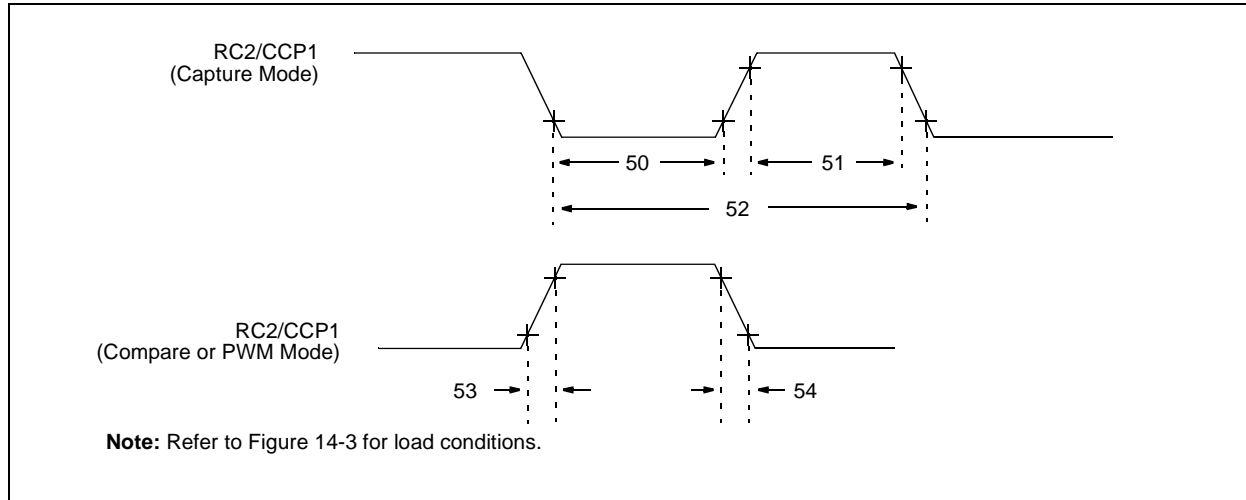 RC2/CCP1
(Capture Mode)
50
51
52
RC2/CCP1
(Compare or PWM Mode)
53
54
Note: Refer to Figure 14-3 for load conditions.